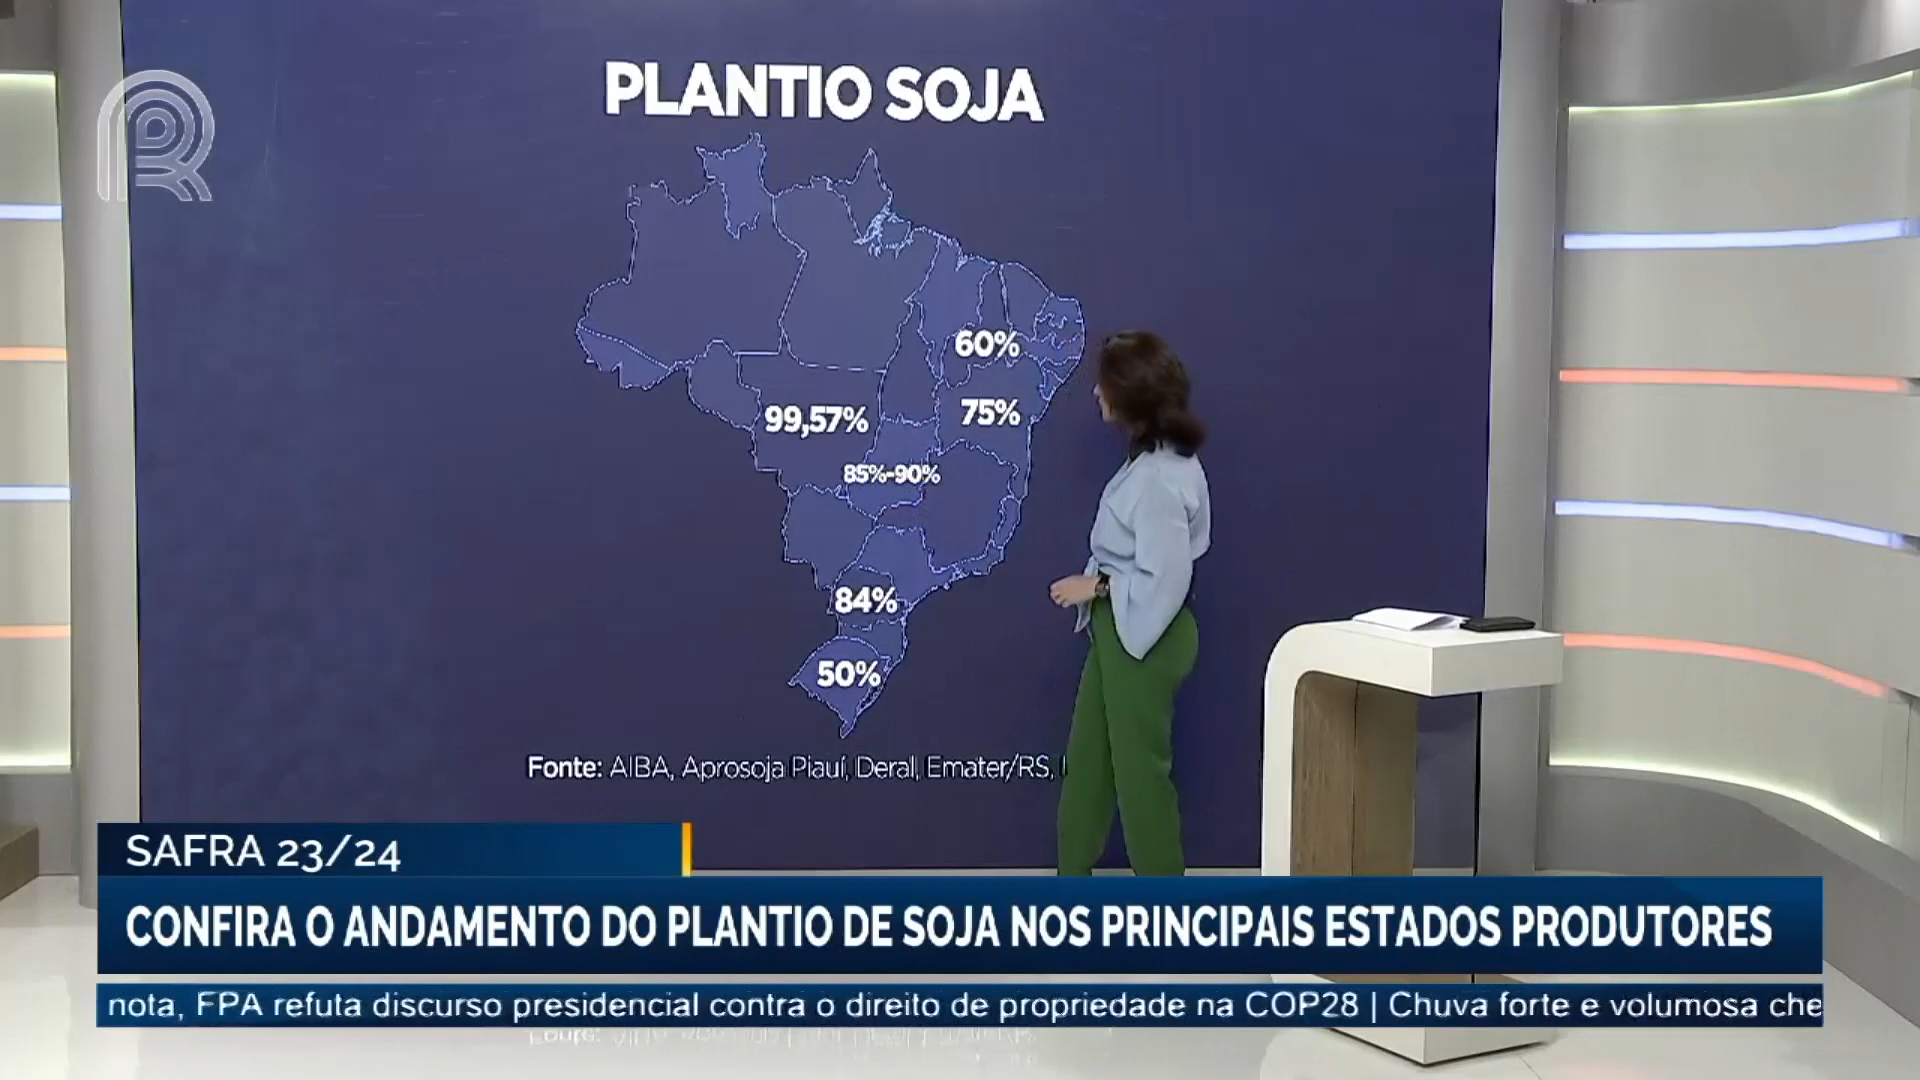 PLANTIO SOJA
60%
99,57%
75%
85%-90%
84%
50%
Fonte: AIBA, Aprosoja Piauí, Deral, Emater/RS,
SAFRA 23/24
CONFIRA O ANDAMENTO DO PLANTIO DE SOJA NOS PRINCIPAIS ESTADOS PRODUTORES
nota, FPA refuta discurso presidencial contra o direito de propriedade na COP28 | Chuva forte e volumosa che